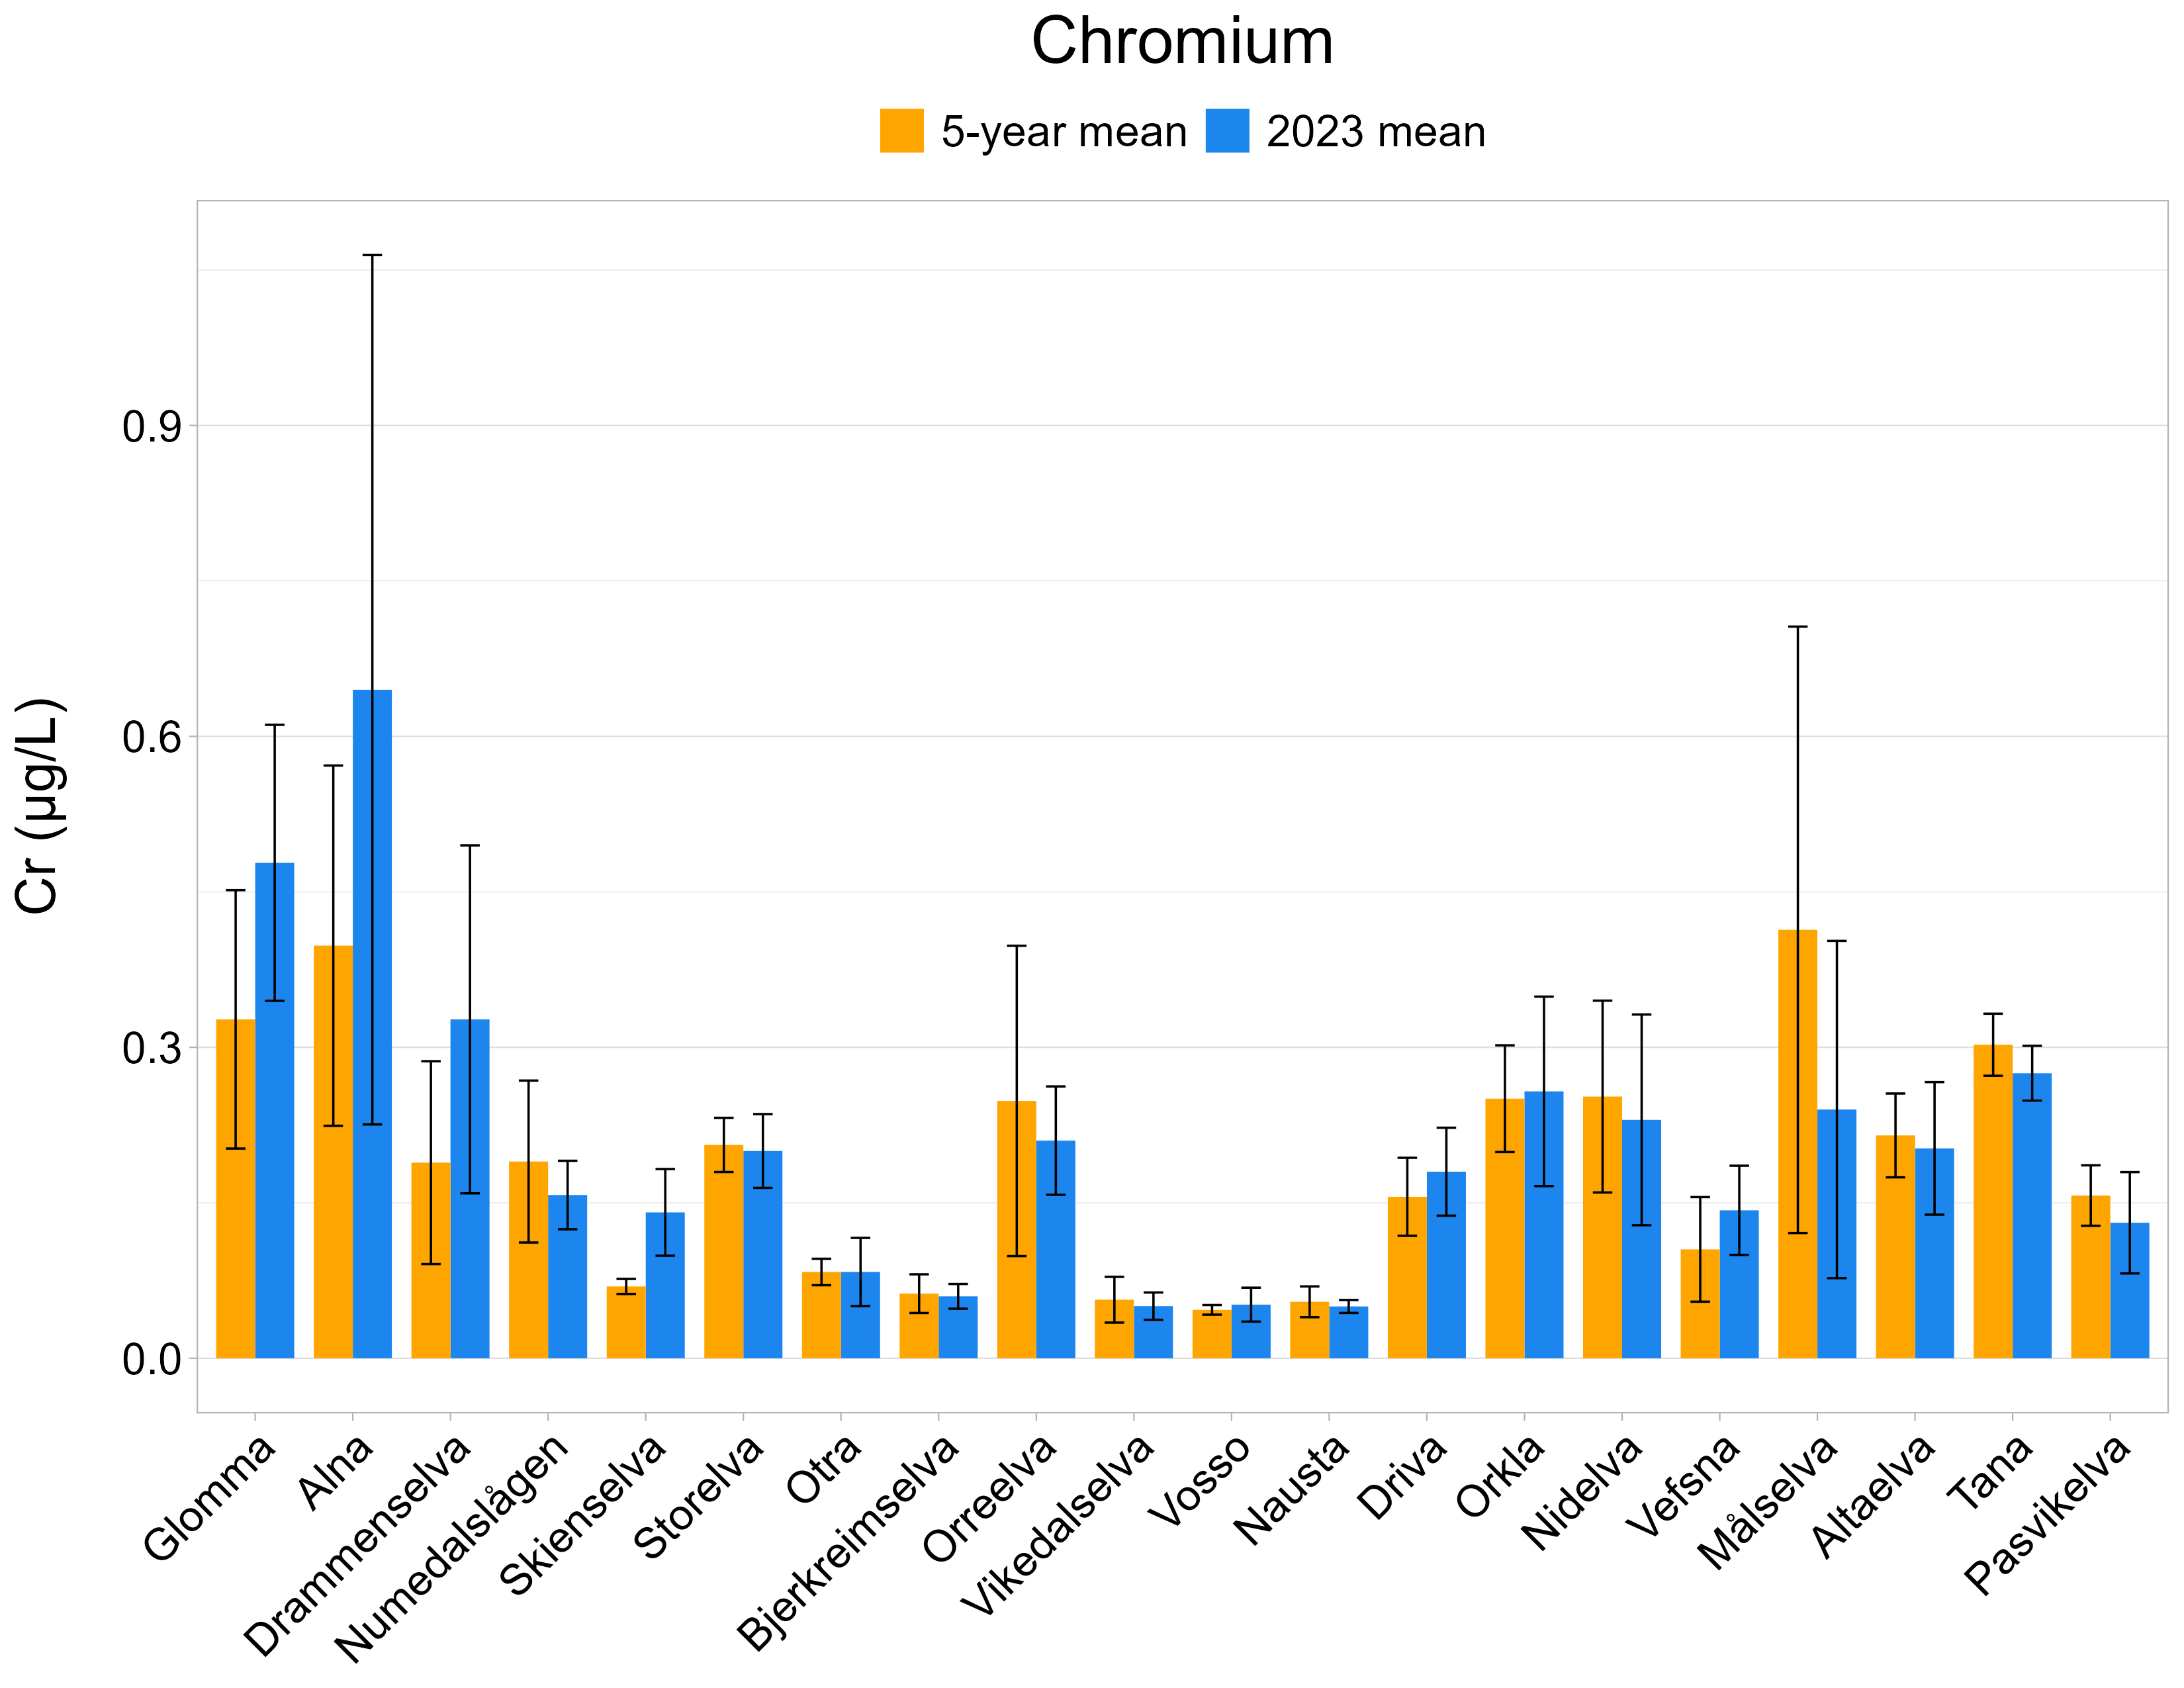 Chromium
5-year mean 2023 mean
Cr (µg/L)
0.9
0.6
0.3
0.0
Glomma
Alna
Drammenselva
Numedalslågen
Skienselva
Storelva
Otra
Bjerkreimselva
Orreelva
Vikedalselva
Vosso
Nausta
Driva
Orkla
Nidelva
Vefsna
Målselva
Altaelva
Tana
Pasvikelva